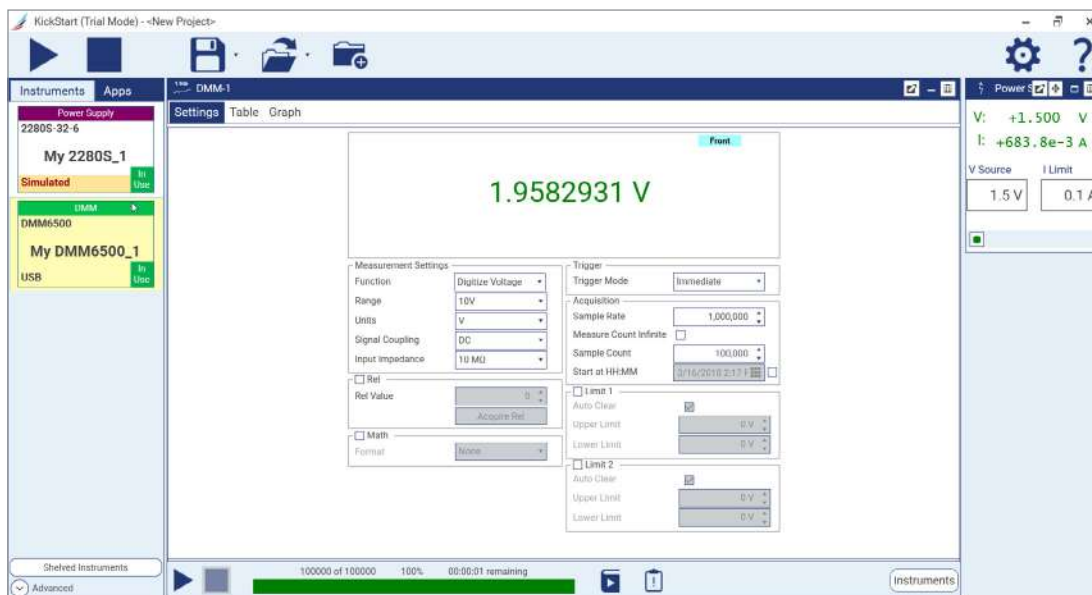 KickStart (Trial Mode) - <New Project>
?
Instruments Apps
Power Supply
2280S-32-6
My 2280S_1
Simulated
In Use
DMM
DMM6500
My DMM6500_1
USB
In Use
Shelved Instruments
Advanced
DMM-1
Settings Table Graph
Front
1.9582931 V
Measurement Settings
Function Digitize Voltage
Range 10V
Units V
Signal Coupling DC
Input Impedance 10 MΩ
Rel
Rel Value 0
Acquire Rel
Math
Format None
Trigger
Trigger Mode Immediate
Acquisition
Sample Rate 1,000,000
Measure Count Infinite
Sample Count 100,000
Start at HH:MM
Limit 1
Auto Clear
Upper Limit 0 V
Lower Limit 0 V
Limit 2
Auto Clear
Upper Limit 0 V
Lower Limit 0 V
100000 of 100000 100% 00:00:01 remaining
Instruments
Power S
V: +1.500 V
I: +683.8e-3 A
V Source I Limit
1.5 V 0.1 A